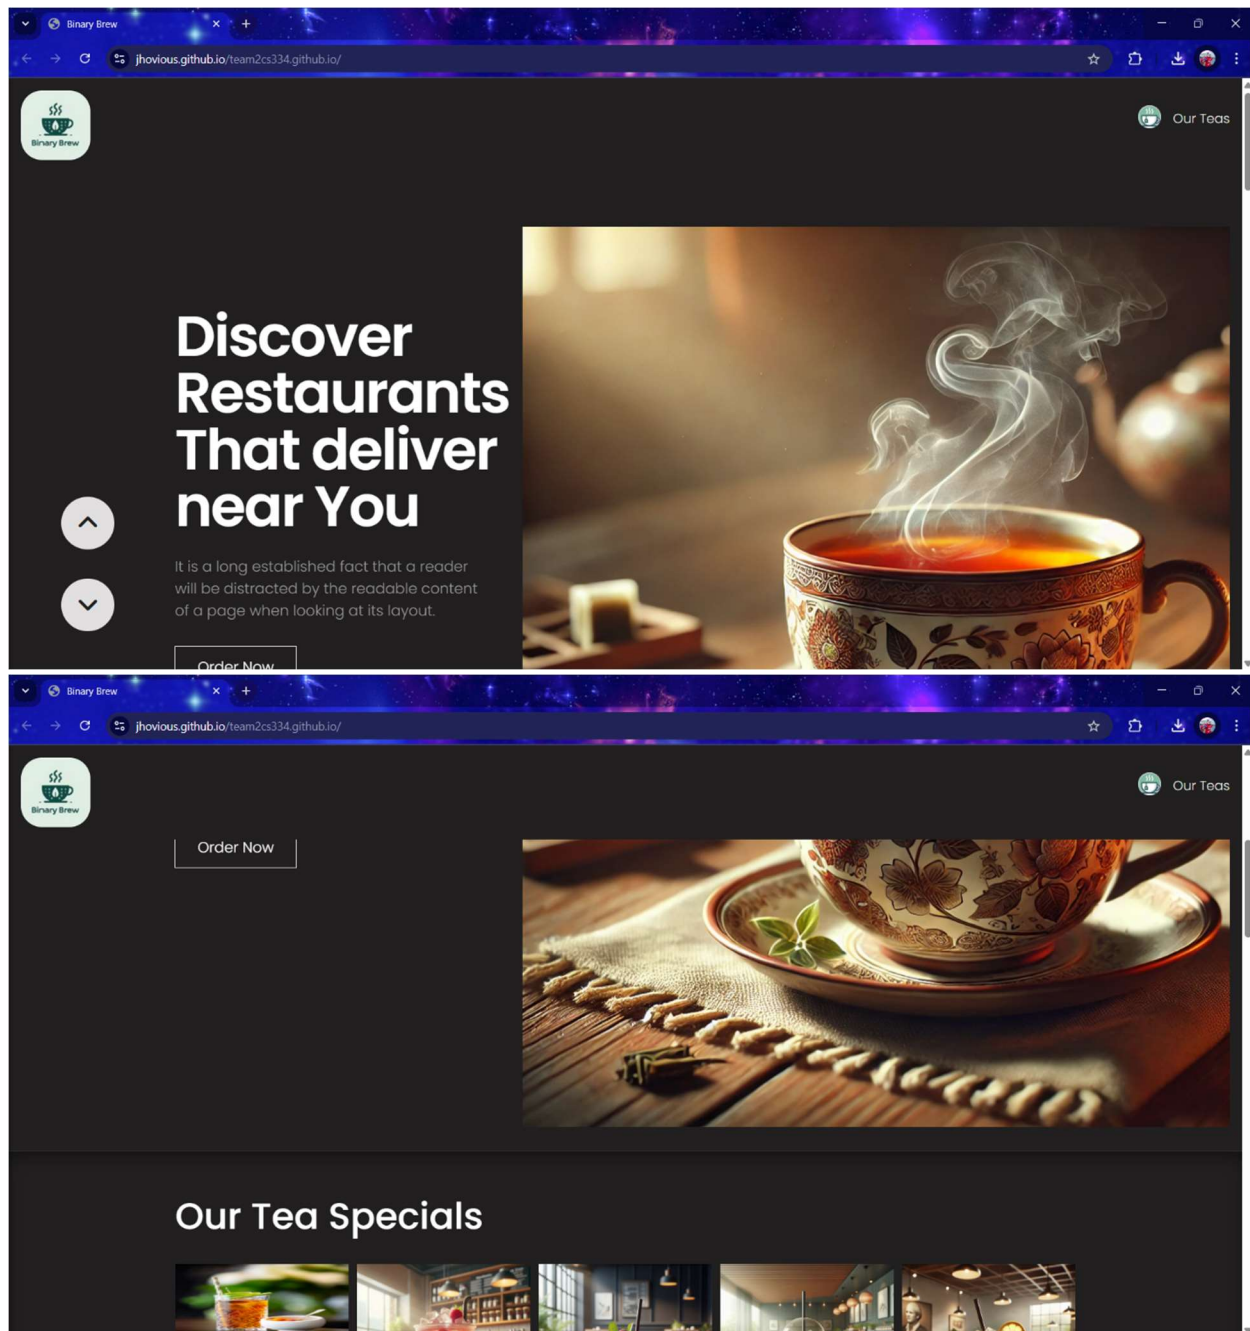 Binary Brew
jhovious.github.io/team2cs334.github.io/
Binary Brew
Our Teas
Discover
Restaurants
That deliver
near You
It is a long established fact that a reader
will be distracted by the readable content
of a page when looking at its layout.
Order Now
Binary Brew
jhovious.github.io/team2cs334.github.io/
Binary Brew
Our Teas
Order Now
Our Tea Specials